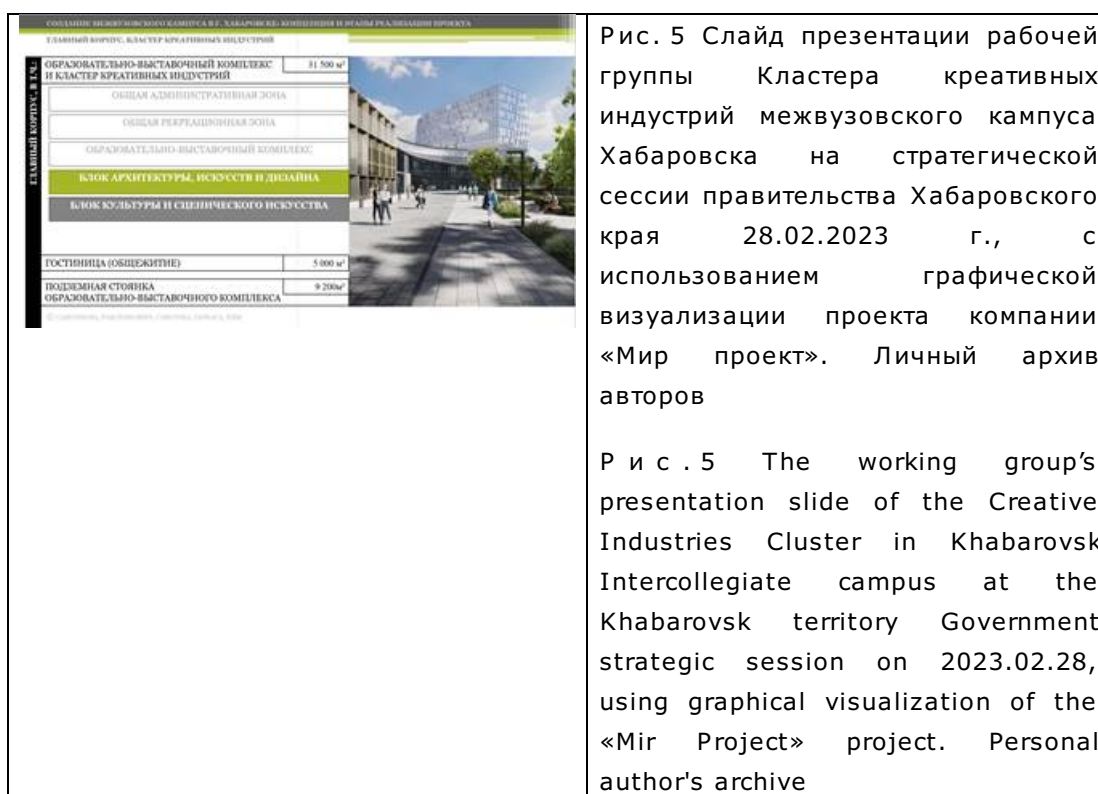 СОЗДАНИЕ МЕЖВУЗОВСКОГО КАМПУСА В Г. ХАБАРОВСКЕ: КОНЦЕПЦИЯ И ЭТАПЫ РЕАЛИЗАЦИИ ПРОЕКТА
ГЛАВНЫЙ КОРПУС. КЛАСТЕР КРЕАТИВНЫХ ИНДУСТРИЙ
ГЛАВНЫЙ КОРПУС, В Т.Ч.:
ОБРАЗОВАТЕЛЬНО-ВЫСТАВОЧНЫЙ КОМПЛЕКС 31 500 м²
И КЛАСТЕР КРЕАТИВНЫХ ИНДУСТРИЙ
ОБЩАЯ АДМИНИСТРАТИВНАЯ ЗОНА
ОБЩАЯ РЕКРЕАЦИОННАЯ ЗОНА
ОБРАЗОВАТЕЛЬНО-ВЫСТАВОЧНЫЙ КОМПЛЕКС
БЛОК АРХИТЕКТУРЫ, ИСКУССТВ И ДИЗАЙНА
БЛОК КУЛЬТУРЫ И СЦЕНИЧЕСКОГО ИСКУССТВА
ГОСТИНИЦА (ОБЩЕЖИТИЕ) 5 000 м²
ПОДЗЕМНАЯ СТОЯНКА 9 200м²
ОБРАЗОВАТЕЛЬНО-ВЫСТАВОЧНОГО КОМПЛЕКСА
Рис. 5 Слайд презентации рабочей
группы Кластера креативных
индустрий межвузовского кампуса
Хабаровска на стратегической
сессии правительства Хабаровского
края 28.02.2023 г., с
использованием графической
визуализации проекта компании
«Мир проект». Личный архив
авторов
Рис.5 The working group's
presentation slide of the Creative
Industries Cluster in Khabarovsk
Intercollegiate campus at the
Khabarovsk territory Government
strategic session on 2023.02.28,
using graphical visualization of the
«Mir Project» project. Personal
author's archive